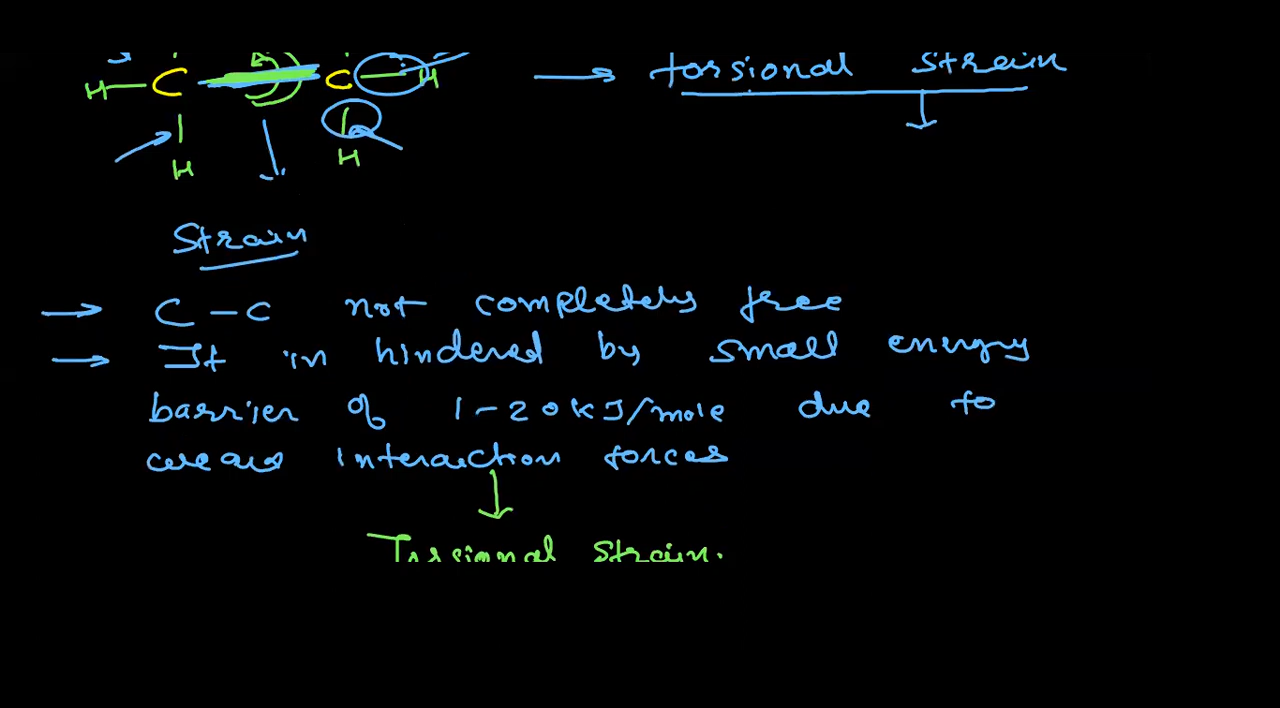 H C C H → torsional strain
H H
Strain
→ C - C not completely free
→ It in hindered by small energy
barrier of 1-20 kJ/mole due to
interaction forces
Torsional strain.